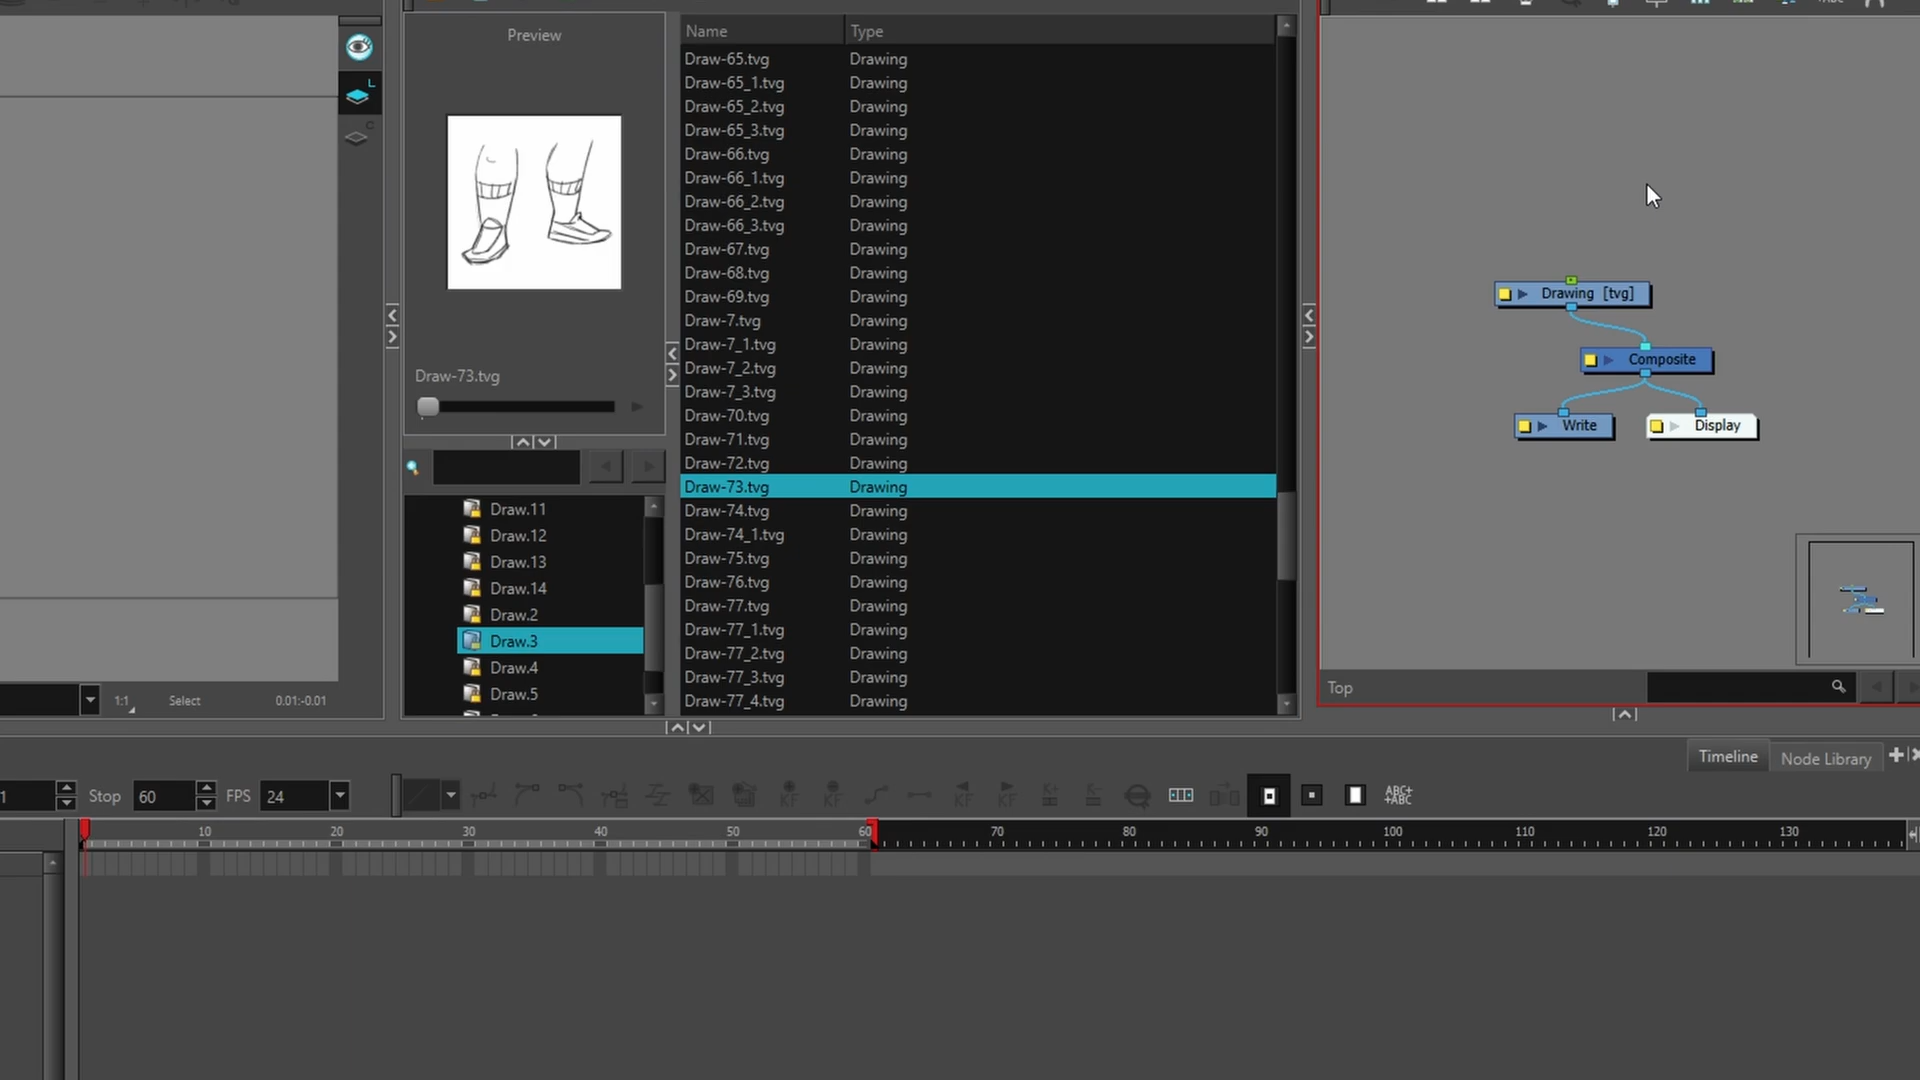 Preview
Draw-73.tvg
Draw.11
Draw.12
Draw.13
Draw.14
Draw.2
Draw.3
Draw.4
Draw.5
Name Type
Draw-65.tvg Drawing
Draw-65_1.tvg Drawing
Draw-65_2.tvg Drawing
Draw-65_3.tvg Drawing
Draw-66.tvg Drawing
Draw-66_1.tvg Drawing
Draw-66_2.tvg Drawing
Draw-66_3.tvg Drawing
Draw-67.tvg Drawing
Draw-68.tvg Drawing
Draw-69.tvg Drawing
Draw-7.tvg Drawing
Draw-7_1.tvg Drawing
Draw-7_2.tvg Drawing
Draw-7_3.tvg Drawing
Draw-70.tvg Drawing
Draw-71.tvg Drawing
Draw-72.tvg Drawing
Draw-73.tvg Drawing
Draw-74.tvg Drawing
Draw-74_1.tvg Drawing
Draw-75.tvg Drawing
Draw-76.tvg Drawing
Draw-77.tvg Drawing
Draw-77_1.tvg Drawing
Draw-77_2.tvg Drawing
Draw-77_3.tvg Drawing
Draw-77_4.tvg Drawing
Drawing [tvg]
Composite
Write Display
Top
1:1 Select 0.01:-0.01
Timeline Node Library
1 Stop 60 FPS 24 KF KF KF KF K+ K- ABC+ +ABC
10 20 30 40 50 60 70 80 90 100 110 120 130